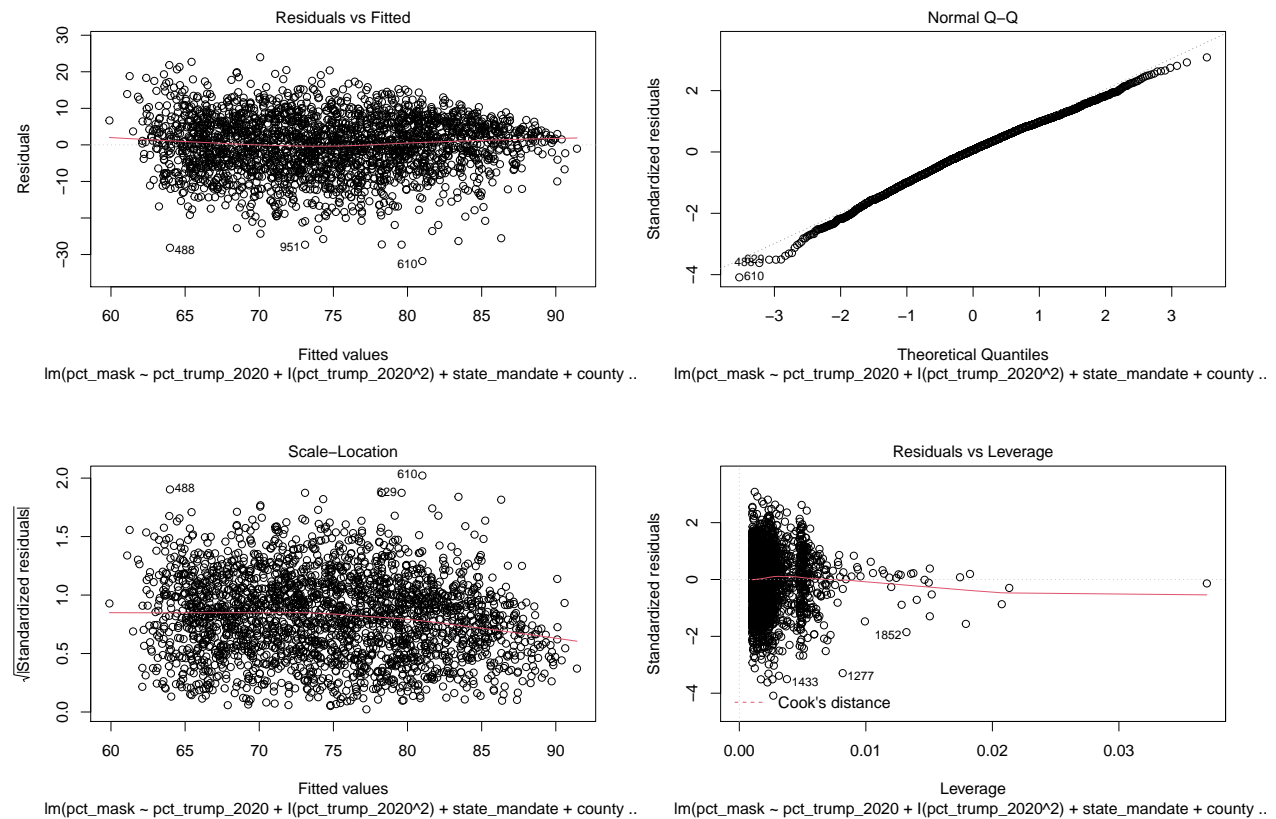 Residuals vs Fitted
Residuals
30
20
10
0
−10
−30
488
951
610
60 65 70 75 80 85 90
Fitted values
lm(pct_mask ~ pct_trump_2020 + I(pct_trump_2020^2) + state_mandate + county ..
Normal Q−Q
Standardized residuals
2
0
−2
−4
629
488
610
−3 −2 −1 0 1 2 3
Theoretical Quantiles
lm(pct_mask ~ pct_trump_2020 + I(pct_trump_2020^2) + state_mandate + county ..
Scale−Location
√|Standardized residuals|
2.0
1.5
1.0
0.5
0.0
610
488
629
60 65 70 75 80 85 90
Fitted values
lm(pct_mask ~ pct_trump_2020 + I(pct_trump_2020^2) + state_mandate + county ..
Residuals vs Leverage
Standardized residuals
2
0
−2
−4
1852
1277
1433
Cook's distance
0.00 0.01 0.02 0.03
Leverage
lm(pct_mask ~ pct_trump_2020 + I(pct_trump_2020^2) + state_mandate + county ..